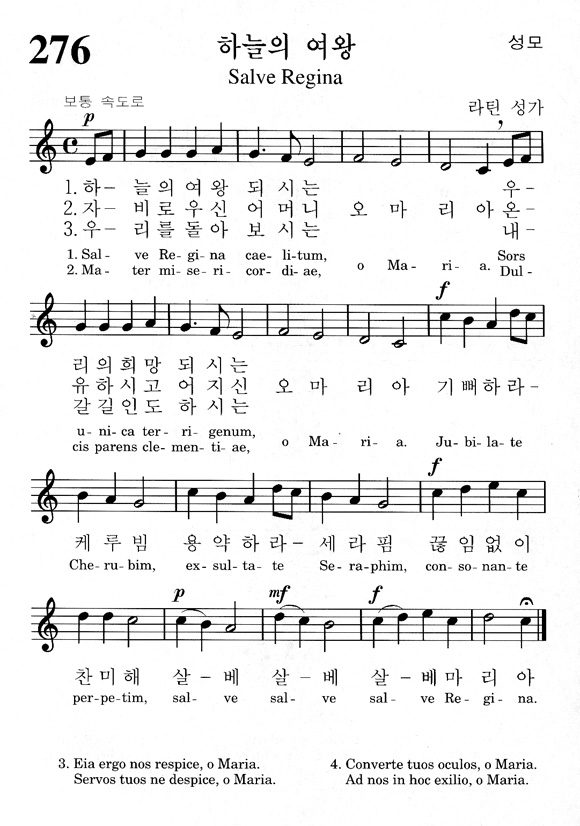 276
하늘의 여왕
성모
Salve Regina
보통 속도로
라틴 성가
p
1. 하- 늘의여왕 되시는 우-
2. 자- 비로우신 어머니 오 마 리 아 온-
3. 우- 리를돌아 보시는 내-
1. Sal- ve Re- gi- na cae- li-tum, Sors
2. Ma- ter mi-se- ri- cor- di-ae, o Ma- ri- a. Dul-
f
리의희망 되시는
유하시고 어지신 오 마 리 아 기뻐하라-
갈길인도 하시는
u- ni-ca ter- ri- genum,
cis parens cle- men- ti-ae, o Ma- ri- a. Ju- bi-la- te
f
케루빔 용약하라- 세라핌 끊임없이
Che-ru-bim, ex- sul-ta- te Se- ra-phim, con-so-nan-te
p mf f
찬미해 살-베 살-베 살-베마리아
per-pe-tim, sal- ve sal- ve sal- ve Re- gi- na.
3. Eia ergo nos respice, o Maria.
Servos tuos ne despice, o Maria.
4. Converte tuos oculos, o Maria.
Ad nos in hoc exilio, o Maria.